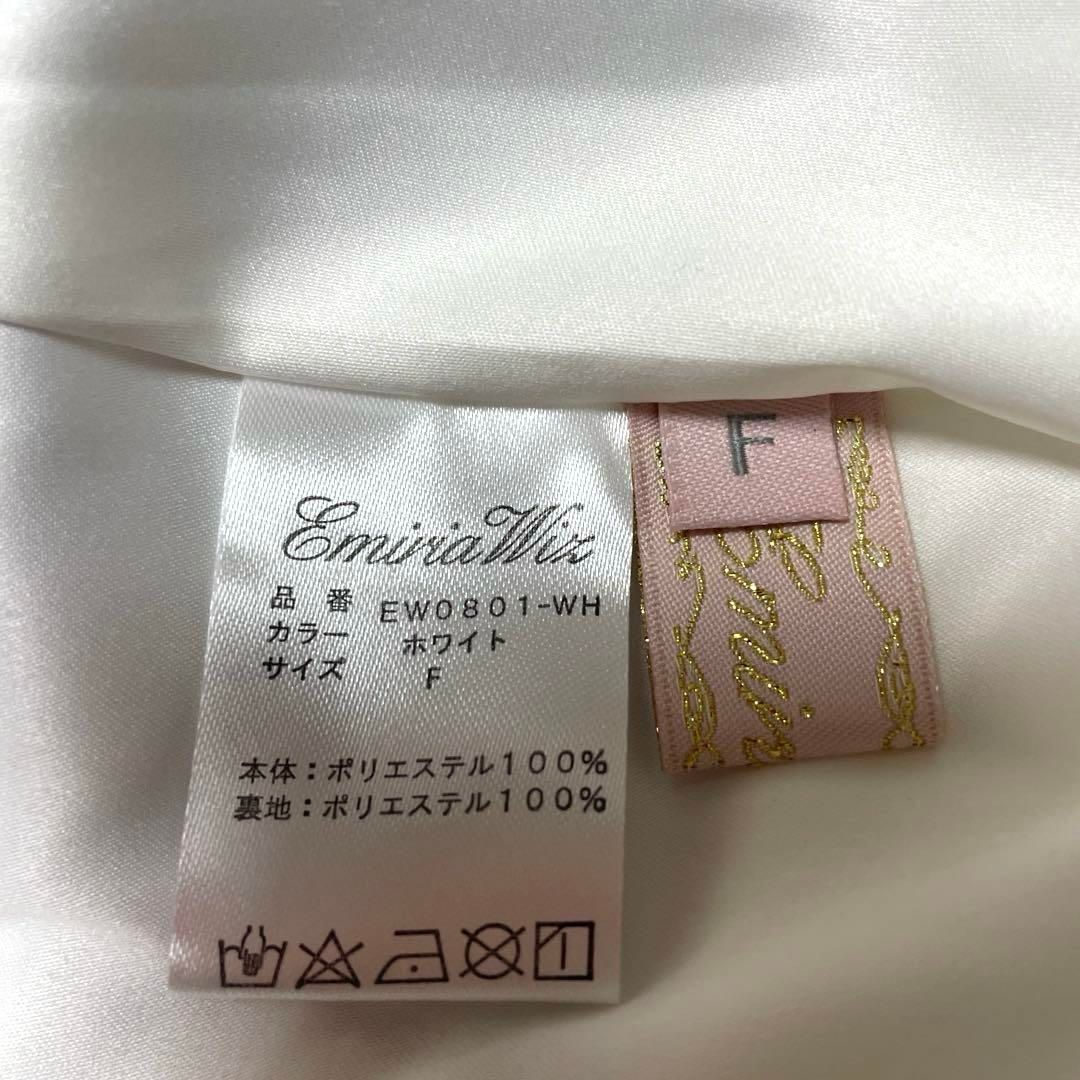 EmiriaWiz
品番 EW0801-WH
カラー ホワイト
サイズ F
本体：ポリエステル100%
裏地：ポリエステル100%
F
Emiri